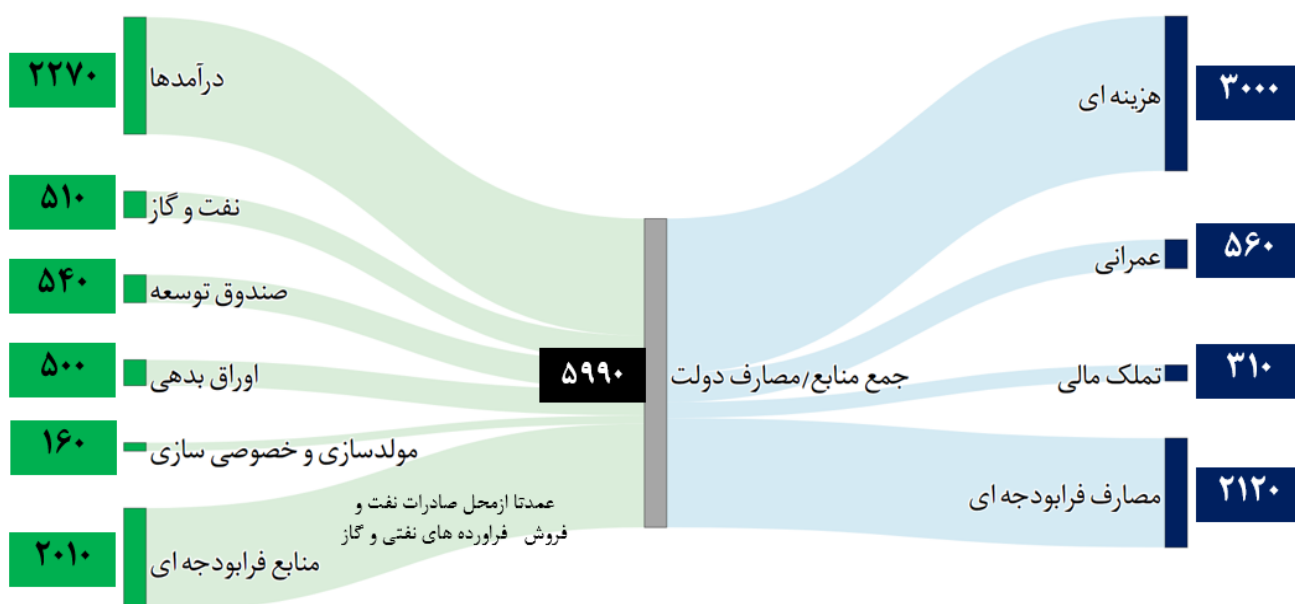 درآمدها
۲۲۷۰
نفت و گاز
۵۱۰
صندوق توسعه
۵۴۰
اوراق بدهی
۵۰۰
مولدسازی و خصوصی سازی
۱۶۰
منابع فرابودجه ای
۲۰۱۰
عمدتا ازمحل صادرات نفت و
فروش فراورده های نفتی و گاز
جمع منابع/مصارف دولت
۵۹۹۰
۳۰۰۰
هزینه ای
۵۶۰
عمرانی
۳۱۰
تملک مالی
۲۱۲۰
مصارف فرابودجه ای